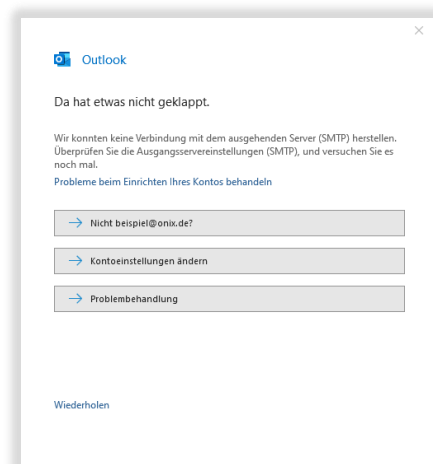 Outlook
Da hat etwas nicht geklappt.
Wir konnten keine Verbindung mit dem ausgehenden Server (SMTP) herstellen.
Überprüfen Sie die Ausgangsservereinstellungen (SMTP), und versuchen Sie es
noch mal.
Probleme beim Einrichten Ihres Kontos behandeln
Nicht beispiel@onix.de?
Kontoeinstellungen ändern
Problembehandlung
Wiederholen